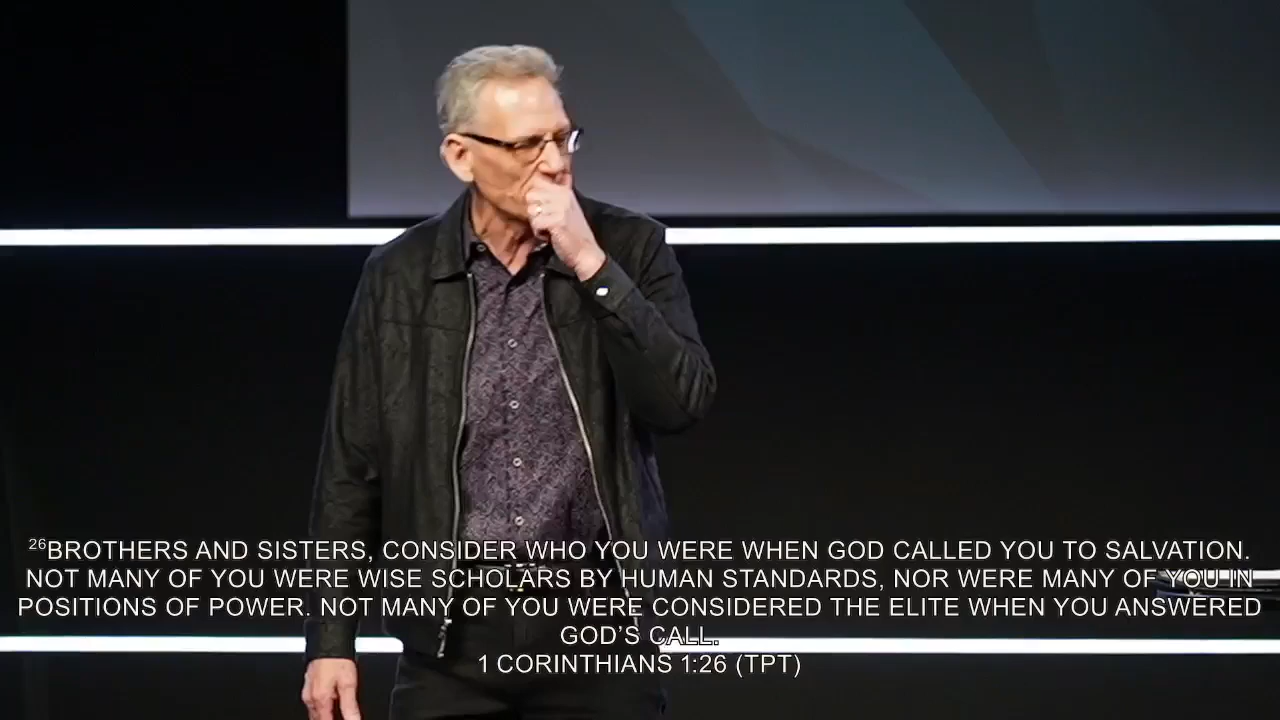 ²⁶BROTHERS AND SISTERS, CONSIDER WHO YOU WERE WHEN GOD CALLED YOU TO SALVATION.
NOT MANY OF YOU WERE WISE SCHOLARS BY HUMAN STANDARDS, NOR WERE MANY OF YOU IN
POSITIONS OF POWER. NOT MANY OF YOU WERE CONSIDERED THE ELITE WHEN YOU ANSWERED
GOD'S CALL.
1 CORINTHIANS 1:26 (TPT)